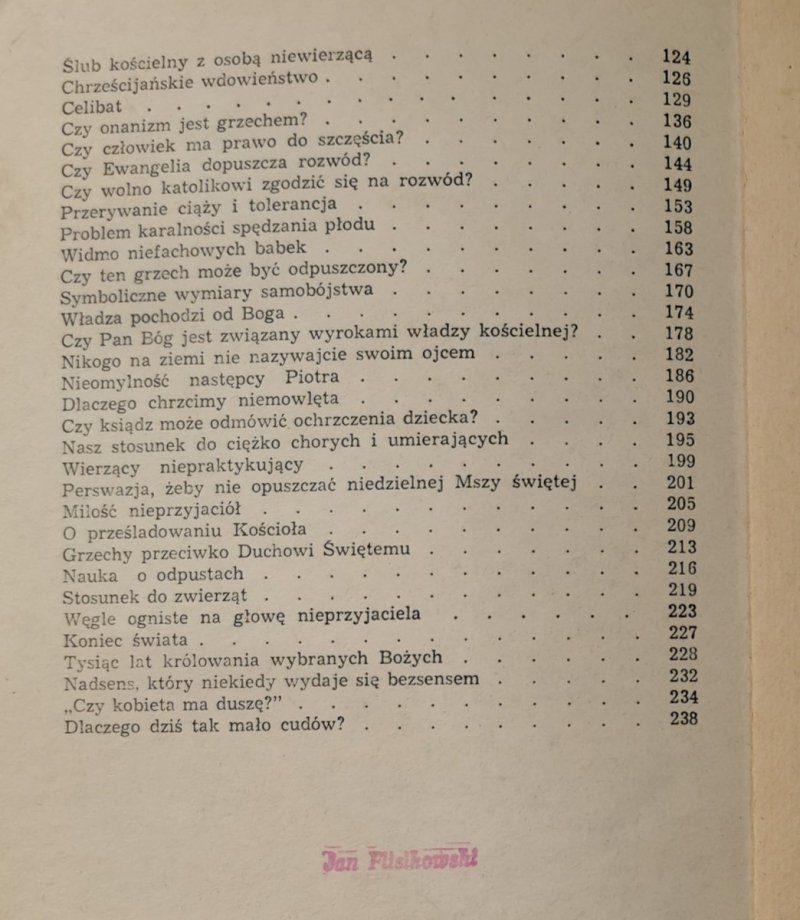 Ślub kościelny z osobą niewierzącą . . . . . . . . 124
Chrześcijańskie wdowieństwo . . . . . . . . . . 126
Celibat . . . . . . . . . . . . . . . 129
Czy onanizm jest grzechem? . . . . . . . . . . 136
Czy człowiek ma prawo do szczęścia? . . . . . . . 140
Czy Ewangelia dopuszcza rozwód? . . . . . . . . 144
Czy wolno katolikowi zgodzić się na rozwód? . . . . . 149
Przerywanie ciąży i tolerancja . . . . . . . . . 153
Problem karalności spędzania płodu . . . . . . . . 158
Widmo niefachowych babek . . . . . . . . . . 163
Czy ten grzech może być odpuszczony? . . . . . . . 167
Symboliczne wymiary samobójstwa . . . . . . . . 170
Władza pochodzi od Boga . . . . . . . . . . . 174
Czy Pan Bóg jest związany wyrokami władzy kościelnej? . . 178
Nikogo na ziemi nie nazywajcie swoim ojcem . . . . . 182
Nieomylność następcy Piotra . . . . . . . . . 186
Dlaczego chrzcimy niemowlęta . . . . . . . . . 190
Czy ksiądz może odmówić ochrzczenia dziecka? . . . . . 193
Nasz stosunek do ciężko chorych i umierających . . . . 195
Wierzący niepraktykujący . . . . . . . . . . 199
Perswazja, żeby nie opuszczać niedzielnej Mszy świętej . . 201
Miłość nieprzyjaciół . . . . . . . . . . . . 205
O prześladowaniu Kościoła . . . . . . . . . . 209
Grzechy przeciwko Duchowi Świętemu . . . . . . . 213
Nauka o odpustach . . . . . . . . . . . . 216
Stosunek do zwierząt . . . . . . . . . . . . 219
Węgle ogniste na głowę nieprzyjaciela . . . . . . 223
Koniec świata . . . . . . . . . . . . . . 227
Tysiąc lat królowania wybranych Bożych . . . . . . 228
Nadsens, który niekiedy wydaje się bezsensem . . . . . 232
„Czy kobieta ma duszę?” . . . . . . . . . . . 234
Dlaczego dziś tak mało cudów? . . . . . . . . . 238
Jan